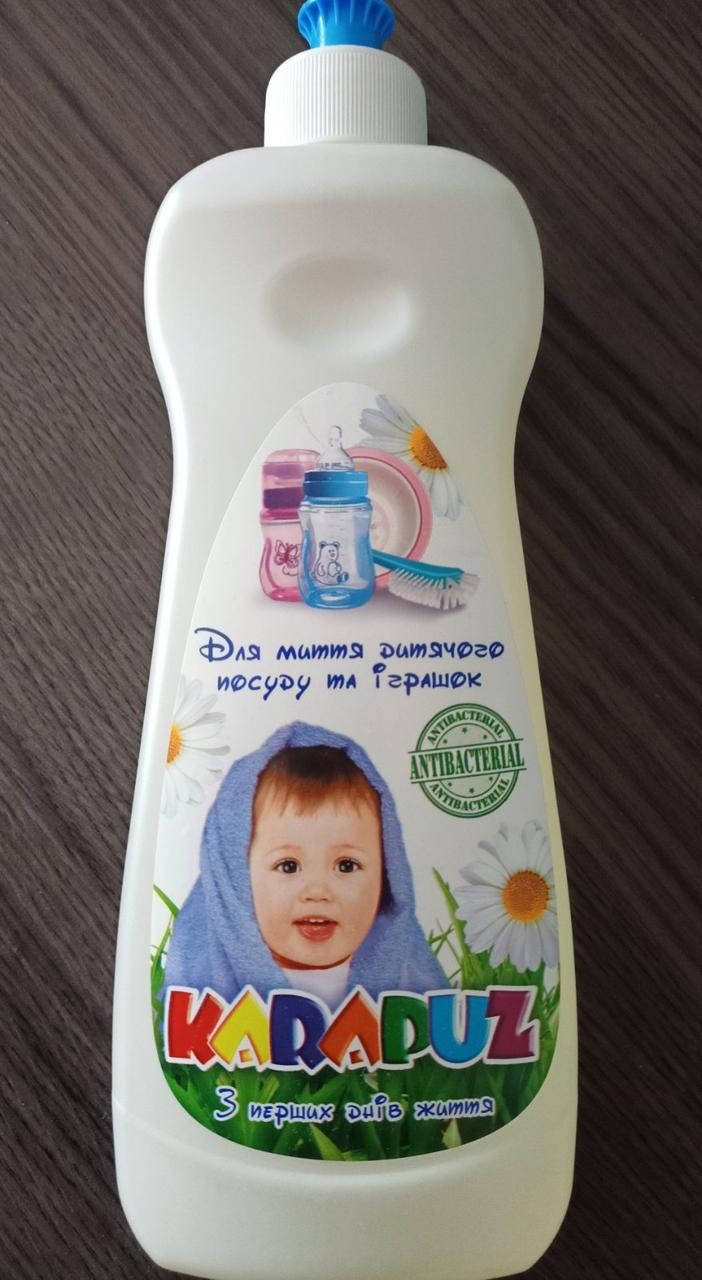 Для миття дитячого
посуду та іграшок
ANTIBACTERIAL
ANTIBACTERIAL
ANTIBACTERIAL
KARAPUZ
З перших днів життя